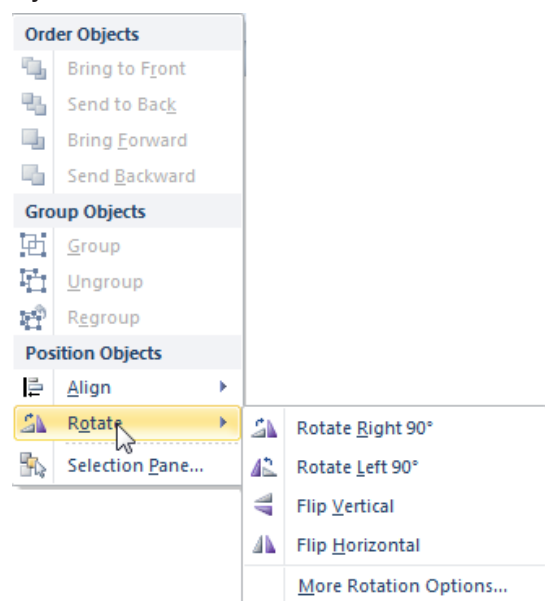 Order Objects
Bring to Front
Send to Back
Bring Forward
Send Backward
Group Objects
Group
Ungroup
Regroup
Position Objects
Align
Rotate
Selection Pane...
Rotate Right 90°
Rotate Left 90°
Flip Vertical
Flip Horizontal
More Rotation Options...